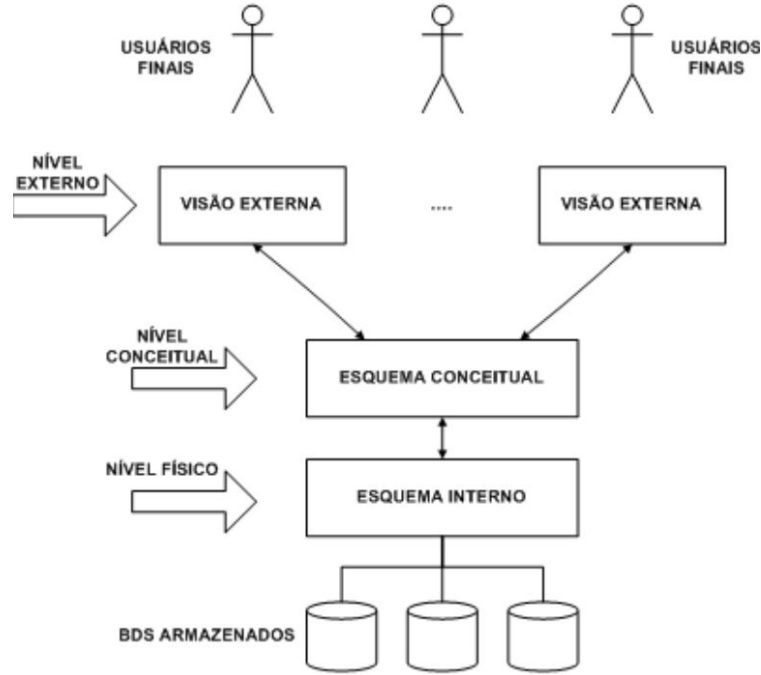 USUÁRIOS
FINAIS
USUÁRIOS
FINAIS
NÍVEL
EXTERNO
VISÃO EXTERNA
....
VISÃO EXTERNA
NÍVEL
CONCEITUAL
ESQUEMA CONCEITUAL
NÍVEL FÍSICO
ESQUEMA INTERNO
BDS ARMAZENADOS